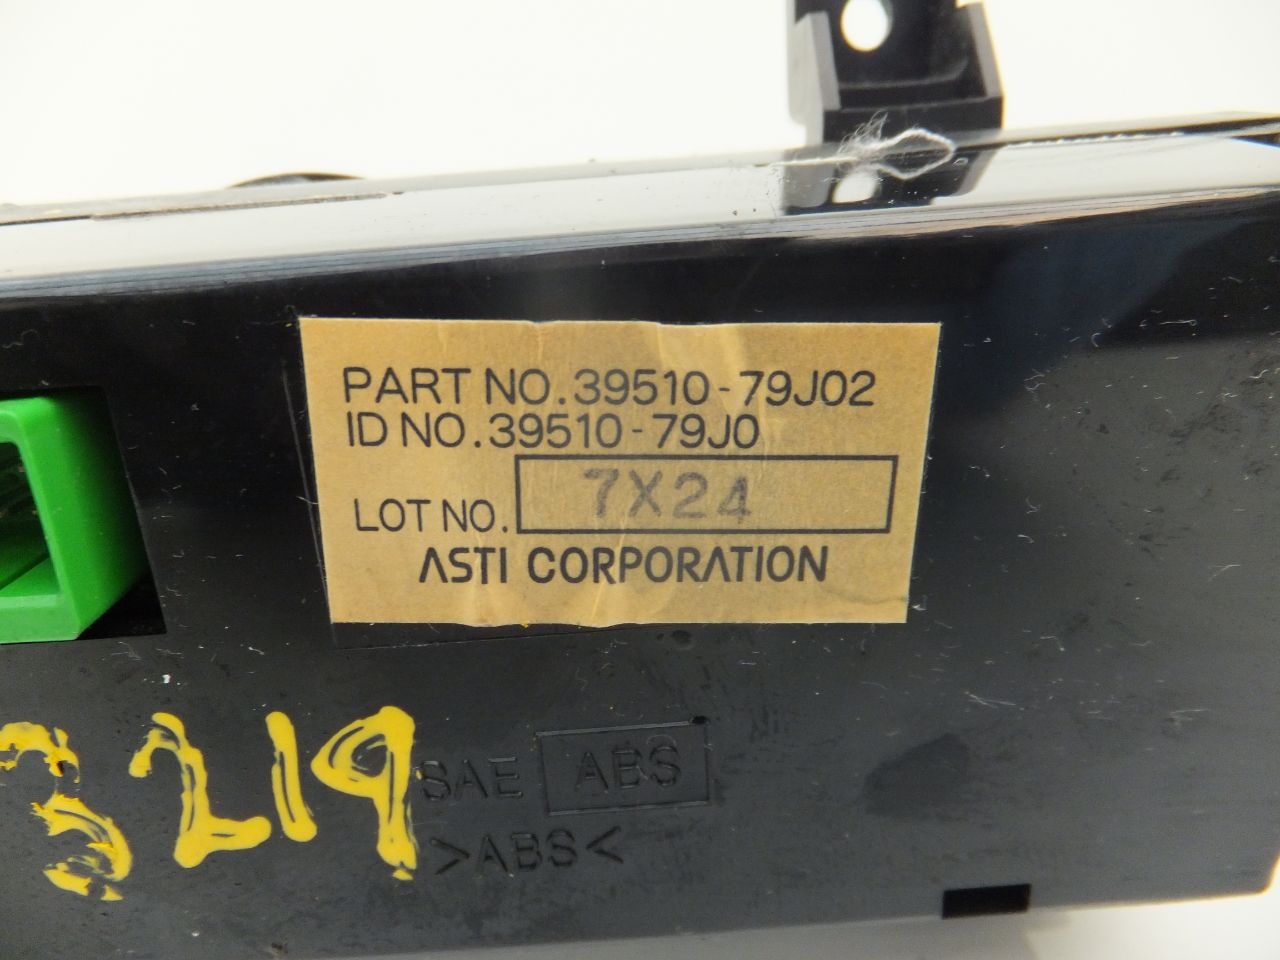 PART NO. 39510-79J02
ID NO. 39510-79J0
LOT NO. 7X24
ASTI CORPORATION
3219
SAE ABS
>ABS<